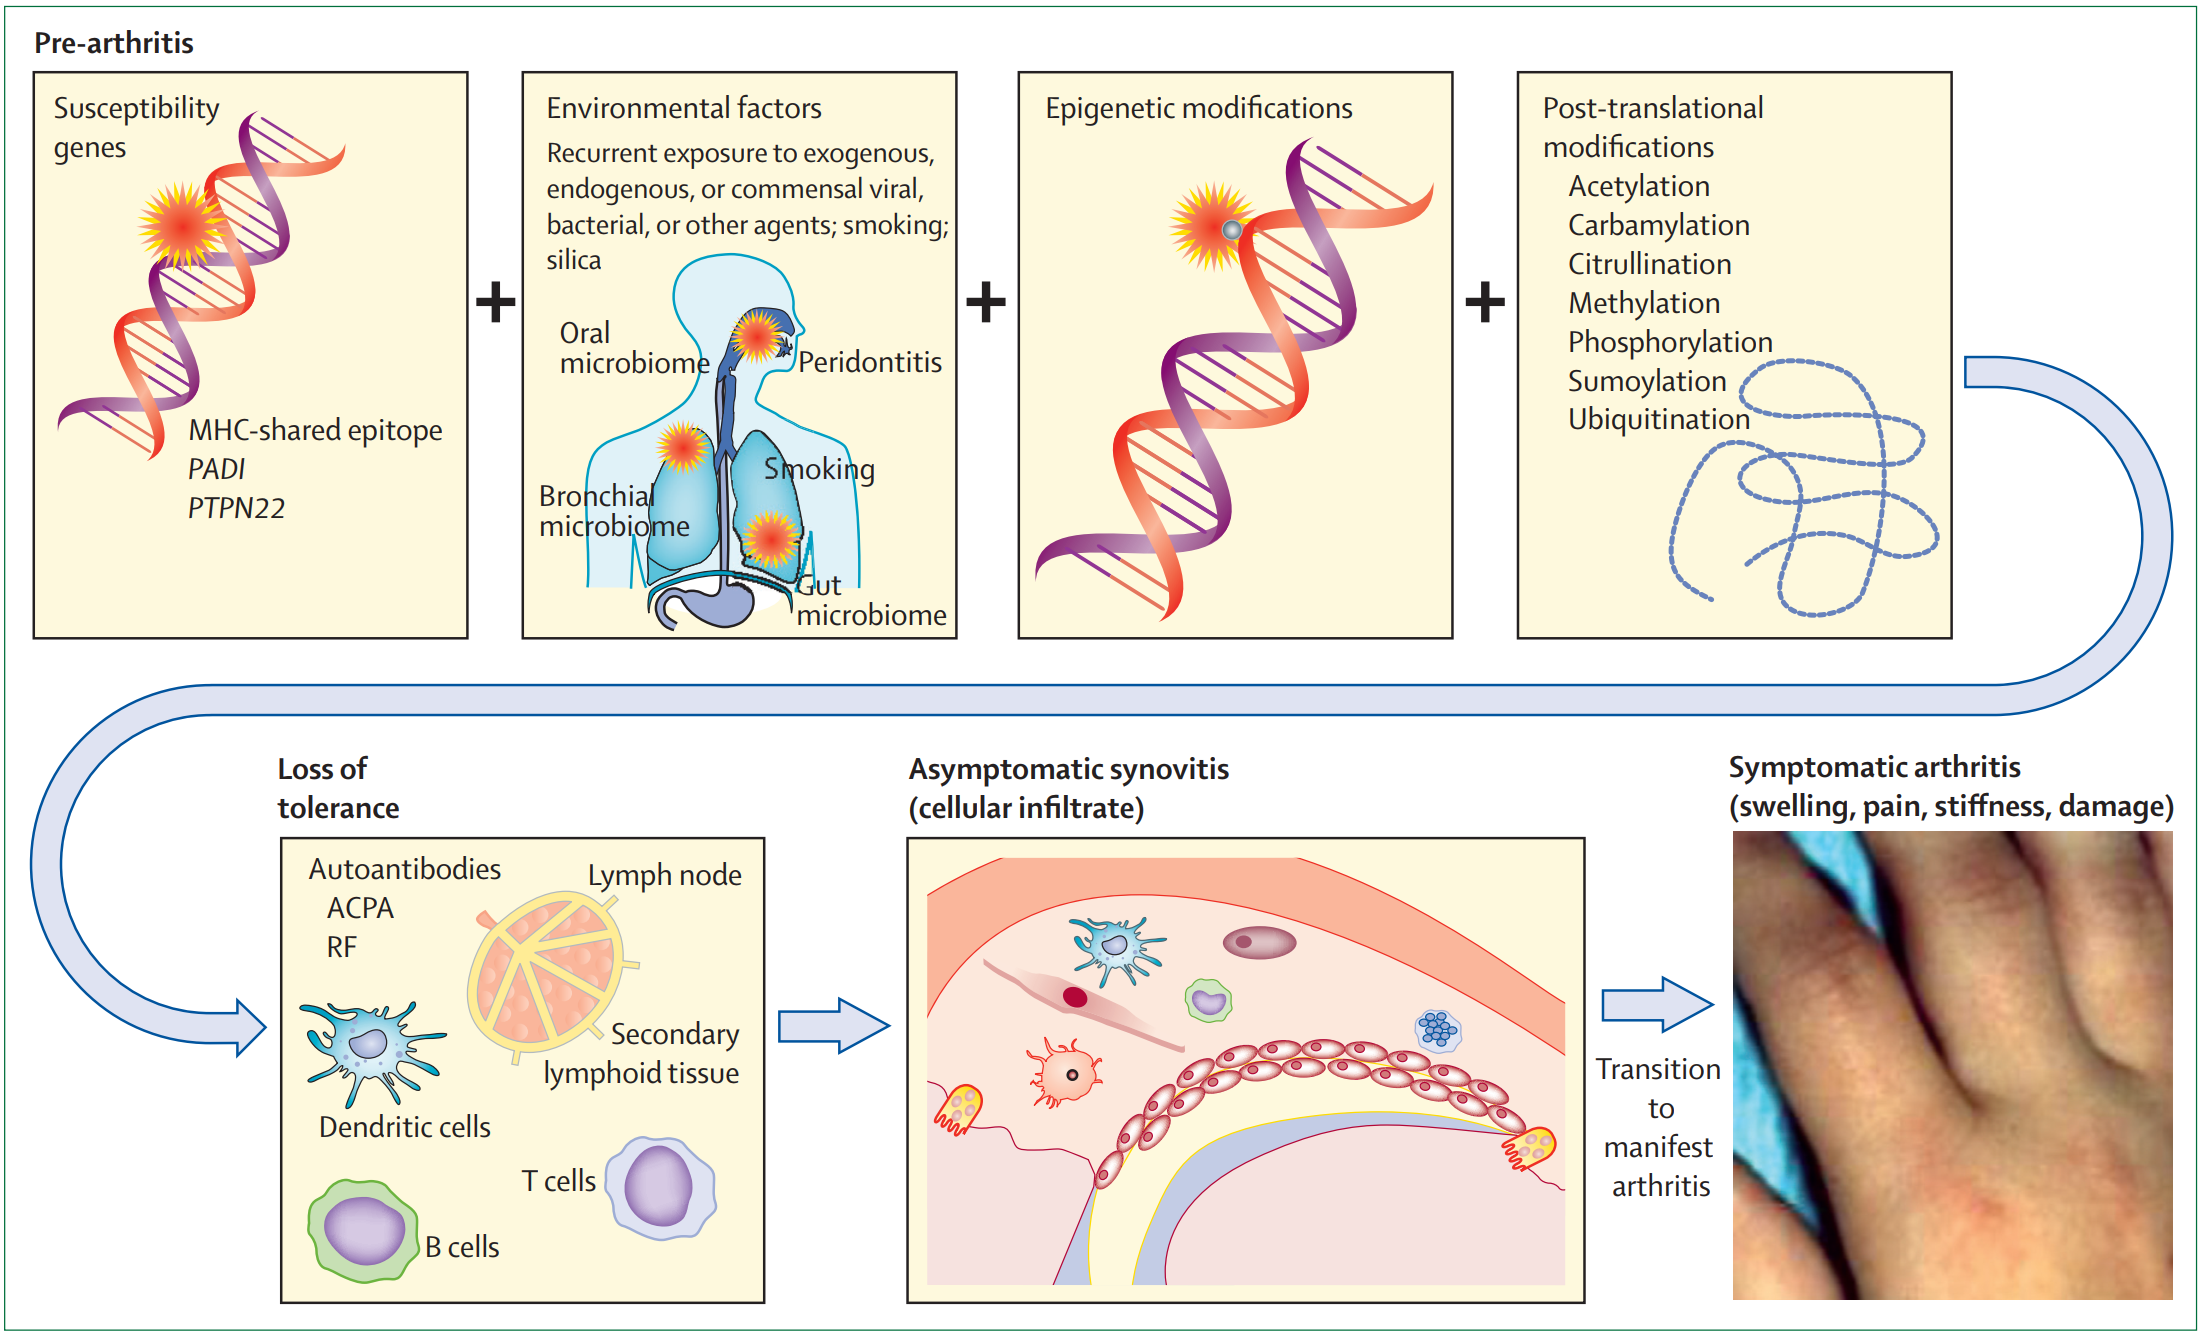 Pre-arthritis
Susceptibility
genes
MHC-shared epitope
PADI
PTPN22
+
Environmental factors
Recurrent exposure to exogenous,
endogenous, or commensal viral,
bacterial, or other agents; smoking;
silica
Oral
microbiome
Peridontitis
Smoking
Bronchial
microbiome
Gut
microbiome
+
Epigenetic modifications
+
Post-translational
modifications
Acetylation
Carbamylation
Citrullination
Methylation
Phosphorylation
Sumoylation
Ubiquitination
Loss of
tolerance
Autoantibodies
ACPA
RF
Lymph node
Secondary
lymphoid tissue
Dendritic cells
T cells
B cells
Asymptomatic synovitis
(cellular infiltrate)
Transition
to
manifest
arthritis
Symptomatic arthritis
(swelling, pain, stiffness, damage)